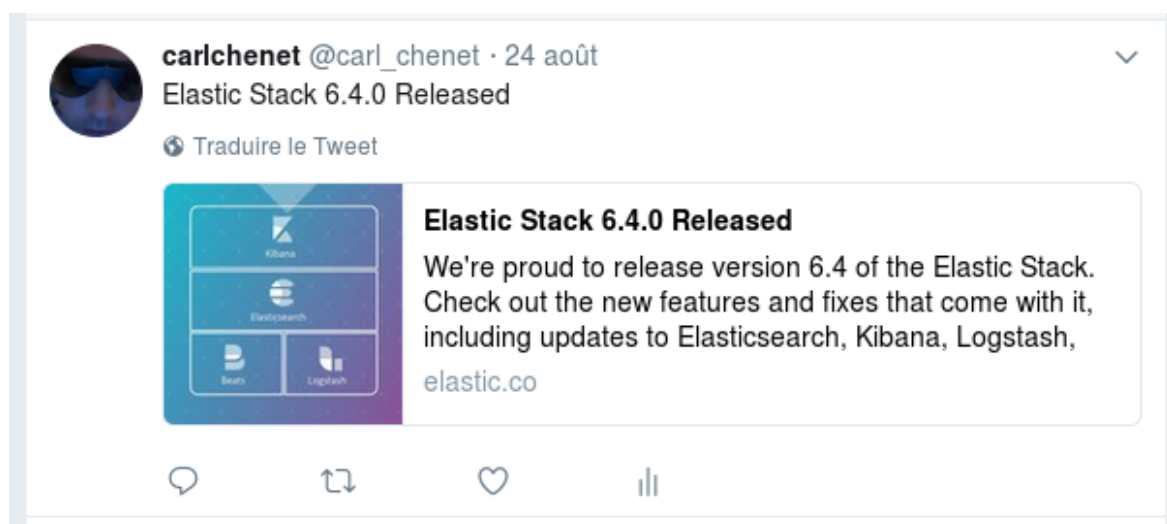 carlchenet @carl_chenet · 24 août
Elastic Stack 6.4.0 Released
Traduire le Tweet
Kibana
Elasticsearch
Beats Logstash
Elastic Stack 6.4.0 Released
We're proud to release version 6.4 of the Elastic Stack.
Check out the new features and fixes that come with it,
including updates to Elasticsearch, Kibana, Logstash,
elastic.co